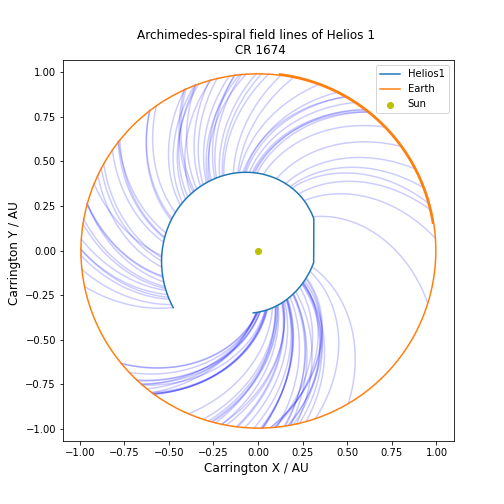 Archimedes-spiral field lines of Helios 1
CR 1674
Helios1
Earth
Sun
Carrington Y / AU
1.00
0.75
0.50
0.25
0.00
−0.25
−0.50
−0.75
−1.00
−1.00 −0.75 −0.50 −0.25 0.00 0.25 0.50 0.75 1.00
Carrington X / AU